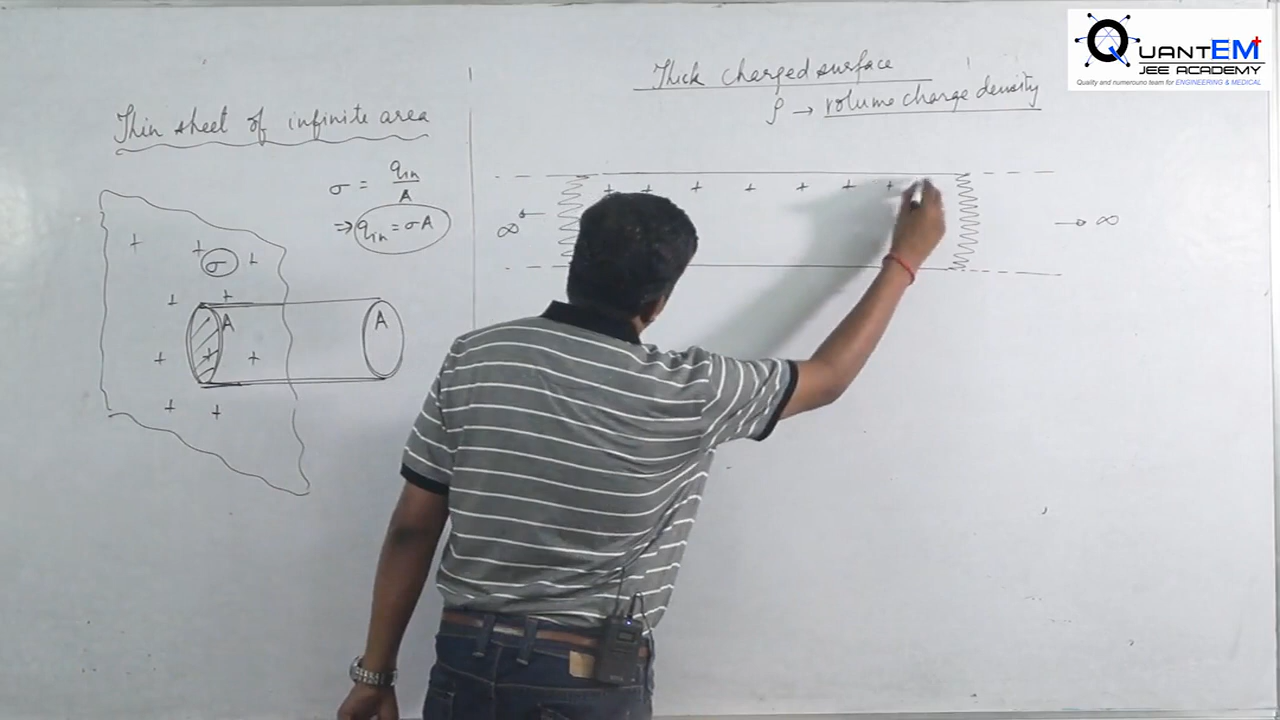 Thin sheet of infinite area
σ = qin/A
⇒ qin = σA
+ + +
σ
+ +
A A
+ + +
+ +
Thick charged surface
ρ → volume charge density
+ + + + + + +
∞ ←
→ ∞
QUANTEM+
JEE ACADEMY
Quality and numerouno team for ENGINEERING & MEDICAL